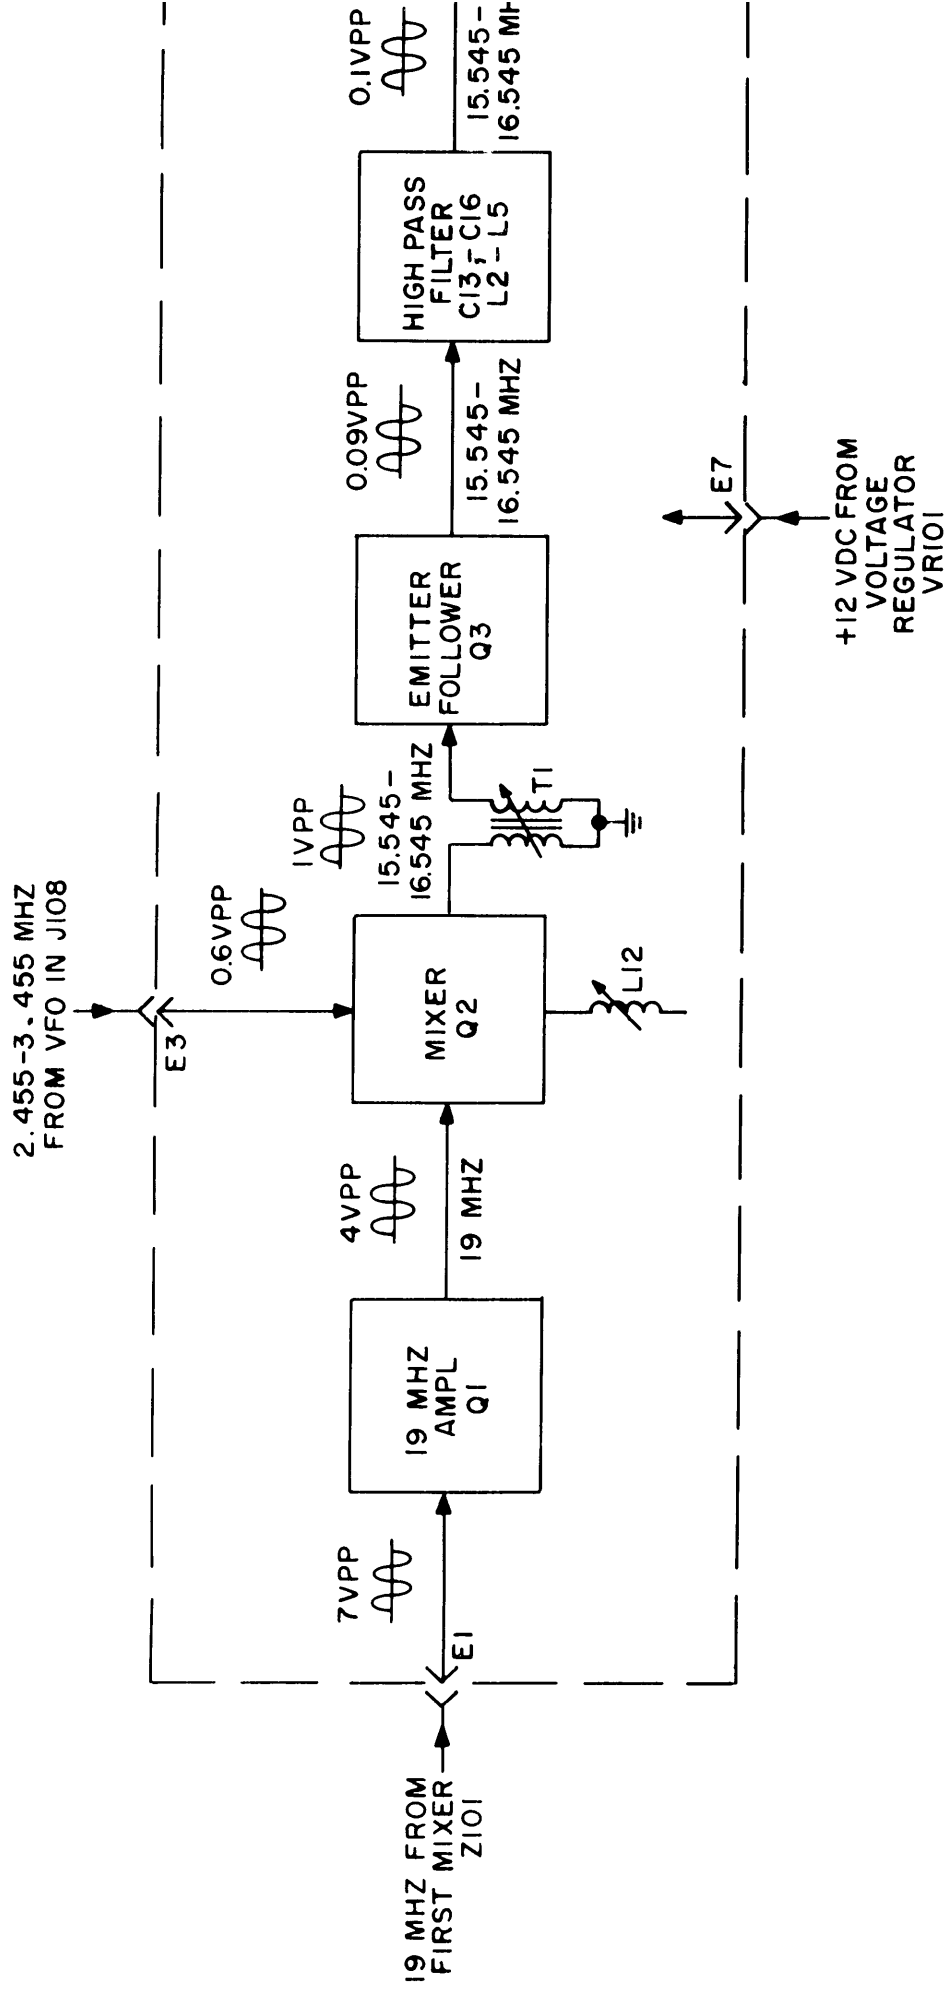 19 MHZ FROM
FIRST MIXER
Z101
E1
7VPP
19 MHZ
AMPL
Q1
4VPP
19 MHZ
2.455-3.455 MHZ
FROM VFO IN J108
E3
0.6VPP
MIXER
Q2
L12
1VPP
15.545-
16.545 MHZ
T1
EMITTER
FOLLOWER
Q3
0.09VPP
15.545-
16.545 MHZ
E7
+12 VDC FROM
VOLTAGE
REGULATOR
VR101
HIGH PASS
FILTER
C13, C16
L2 - L5
0.1VPP
15.545-
16.545